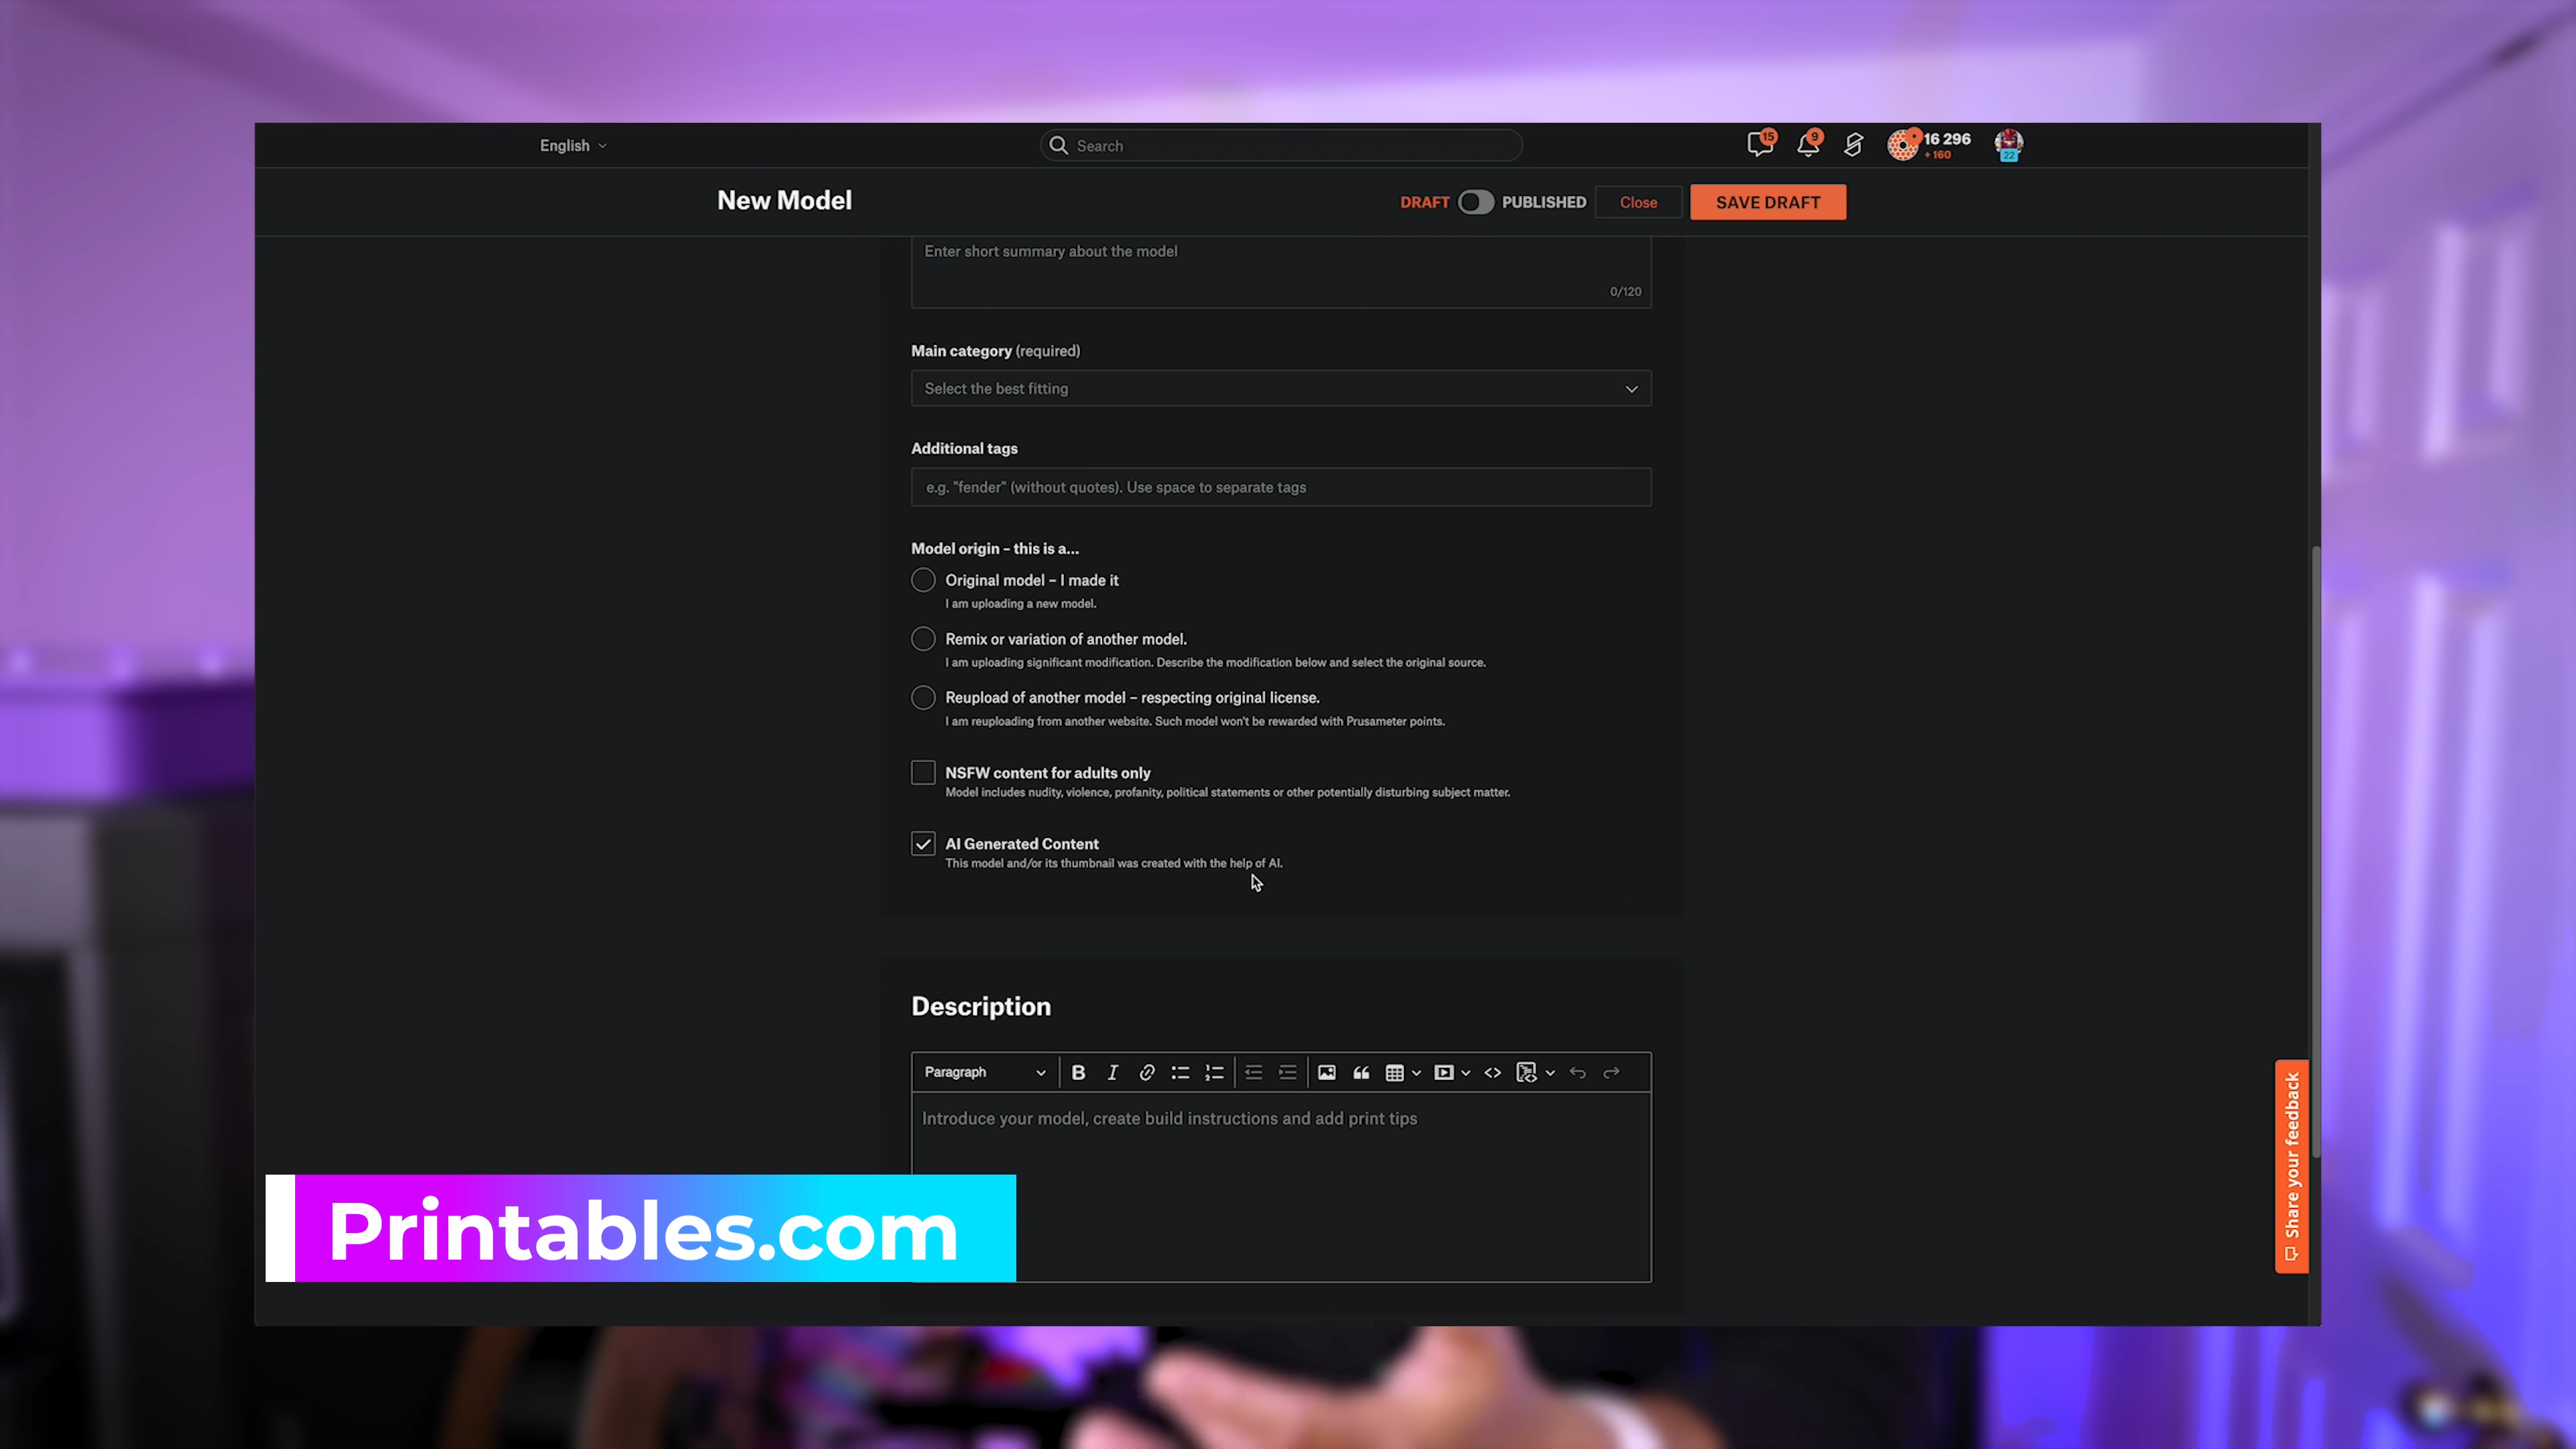 English
Search
15
9
16 296
+ 160
22
New Model
DRAFT
PUBLISHED
Close
SAVE DRAFT
Enter short summary about the model
0/120
Main category (required)
Select the best fitting
Additional tags
e.g. "fender" (without quotes). Use space to separate tags
Model origin – this is a...
Original model – I made it
I am uploading a new model.
Remix or variation of another model.
I am uploading significant modification. Describe the modification below and select the original source.
Reupload of another model – respecting original license.
I am reuploading from another website. Such model won't be rewarded with Prusameter points.
NSFW content for adults only
Model includes nudity, violence, profanity, political statements or other potentially disturbing subject matter.
AI Generated Content
This model and/or its thumbnail was created with the help of AI.
Description
Paragraph
Introduce your model, create build instructions and add print tips
Share your feedback
Printables.com